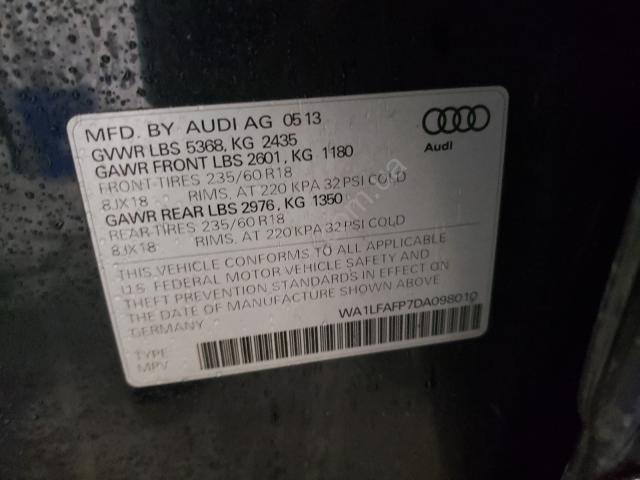 MFD. BY AUDI AG 05 13
GVWR LBS 5368, KG 2435
GAWR FRONT LBS 2601, KG 1180
FRONT-TIRES 235/60 R18
8JX18 RIMS, AT 220 KPA 32 PSI COLD
GAWR REAR LBS 2976, KG 1350
REAR-TIRES 235/60 R18
8JX18 RIMS, AT 220 KPA 32 PSI COLD
Audi
THIS VEHICLE CONFORMS TO ALL APPLICABLE
U.S. FEDERAL MOTOR VEHICLE SAFETY AND
THEFT PREVENTION STANDARDS IN EFFECT ON
THE DATE OF MANUFACTURE SHOWN ABOVE
GERMANY
WA1LFAFP7DA098010
TYPE
MPV